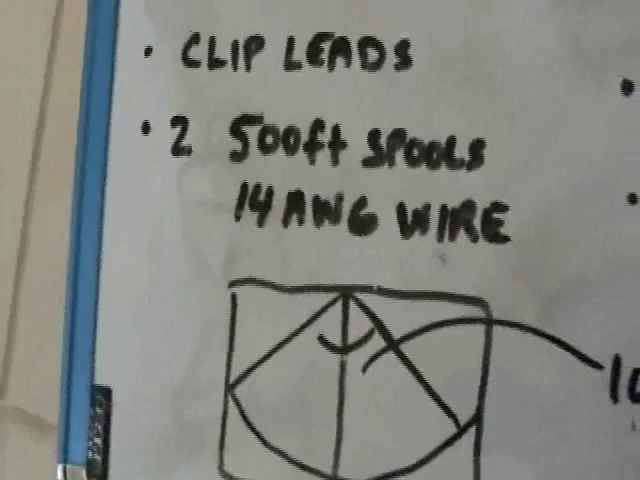 • CLIP LEADS
• 2 500ft SPOOLS
14 AWG WIRE